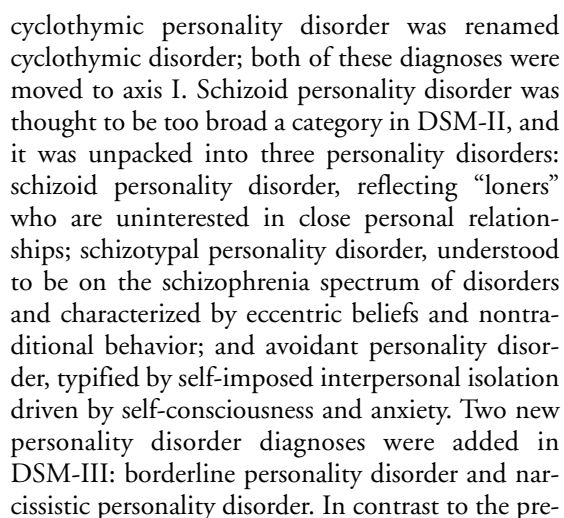 cyclothymic personality disorder was renamed
cyclothymic disorder; both of these diagnoses were
moved to axis I. Schizoid personality disorder was
thought to be too broad a category in DSM-II, and
it was unpacked into three personality disorders:
schizoid personality disorder, reflecting “loners”
who are uninterested in close personal relation-
ships; schizotypal personality disorder, understood
to be on the schizophrenia spectrum of disorders
and characterized by eccentric beliefs and nontra-
ditional behavior; and avoidant personality disor-
der, typified by self-imposed interpersonal isolation
driven by self-consciousness and anxiety. Two new
personality disorder diagnoses were added in
DSM-III: borderline personality disorder and nar-
cissistic personality disorder. In contrast to the pre-